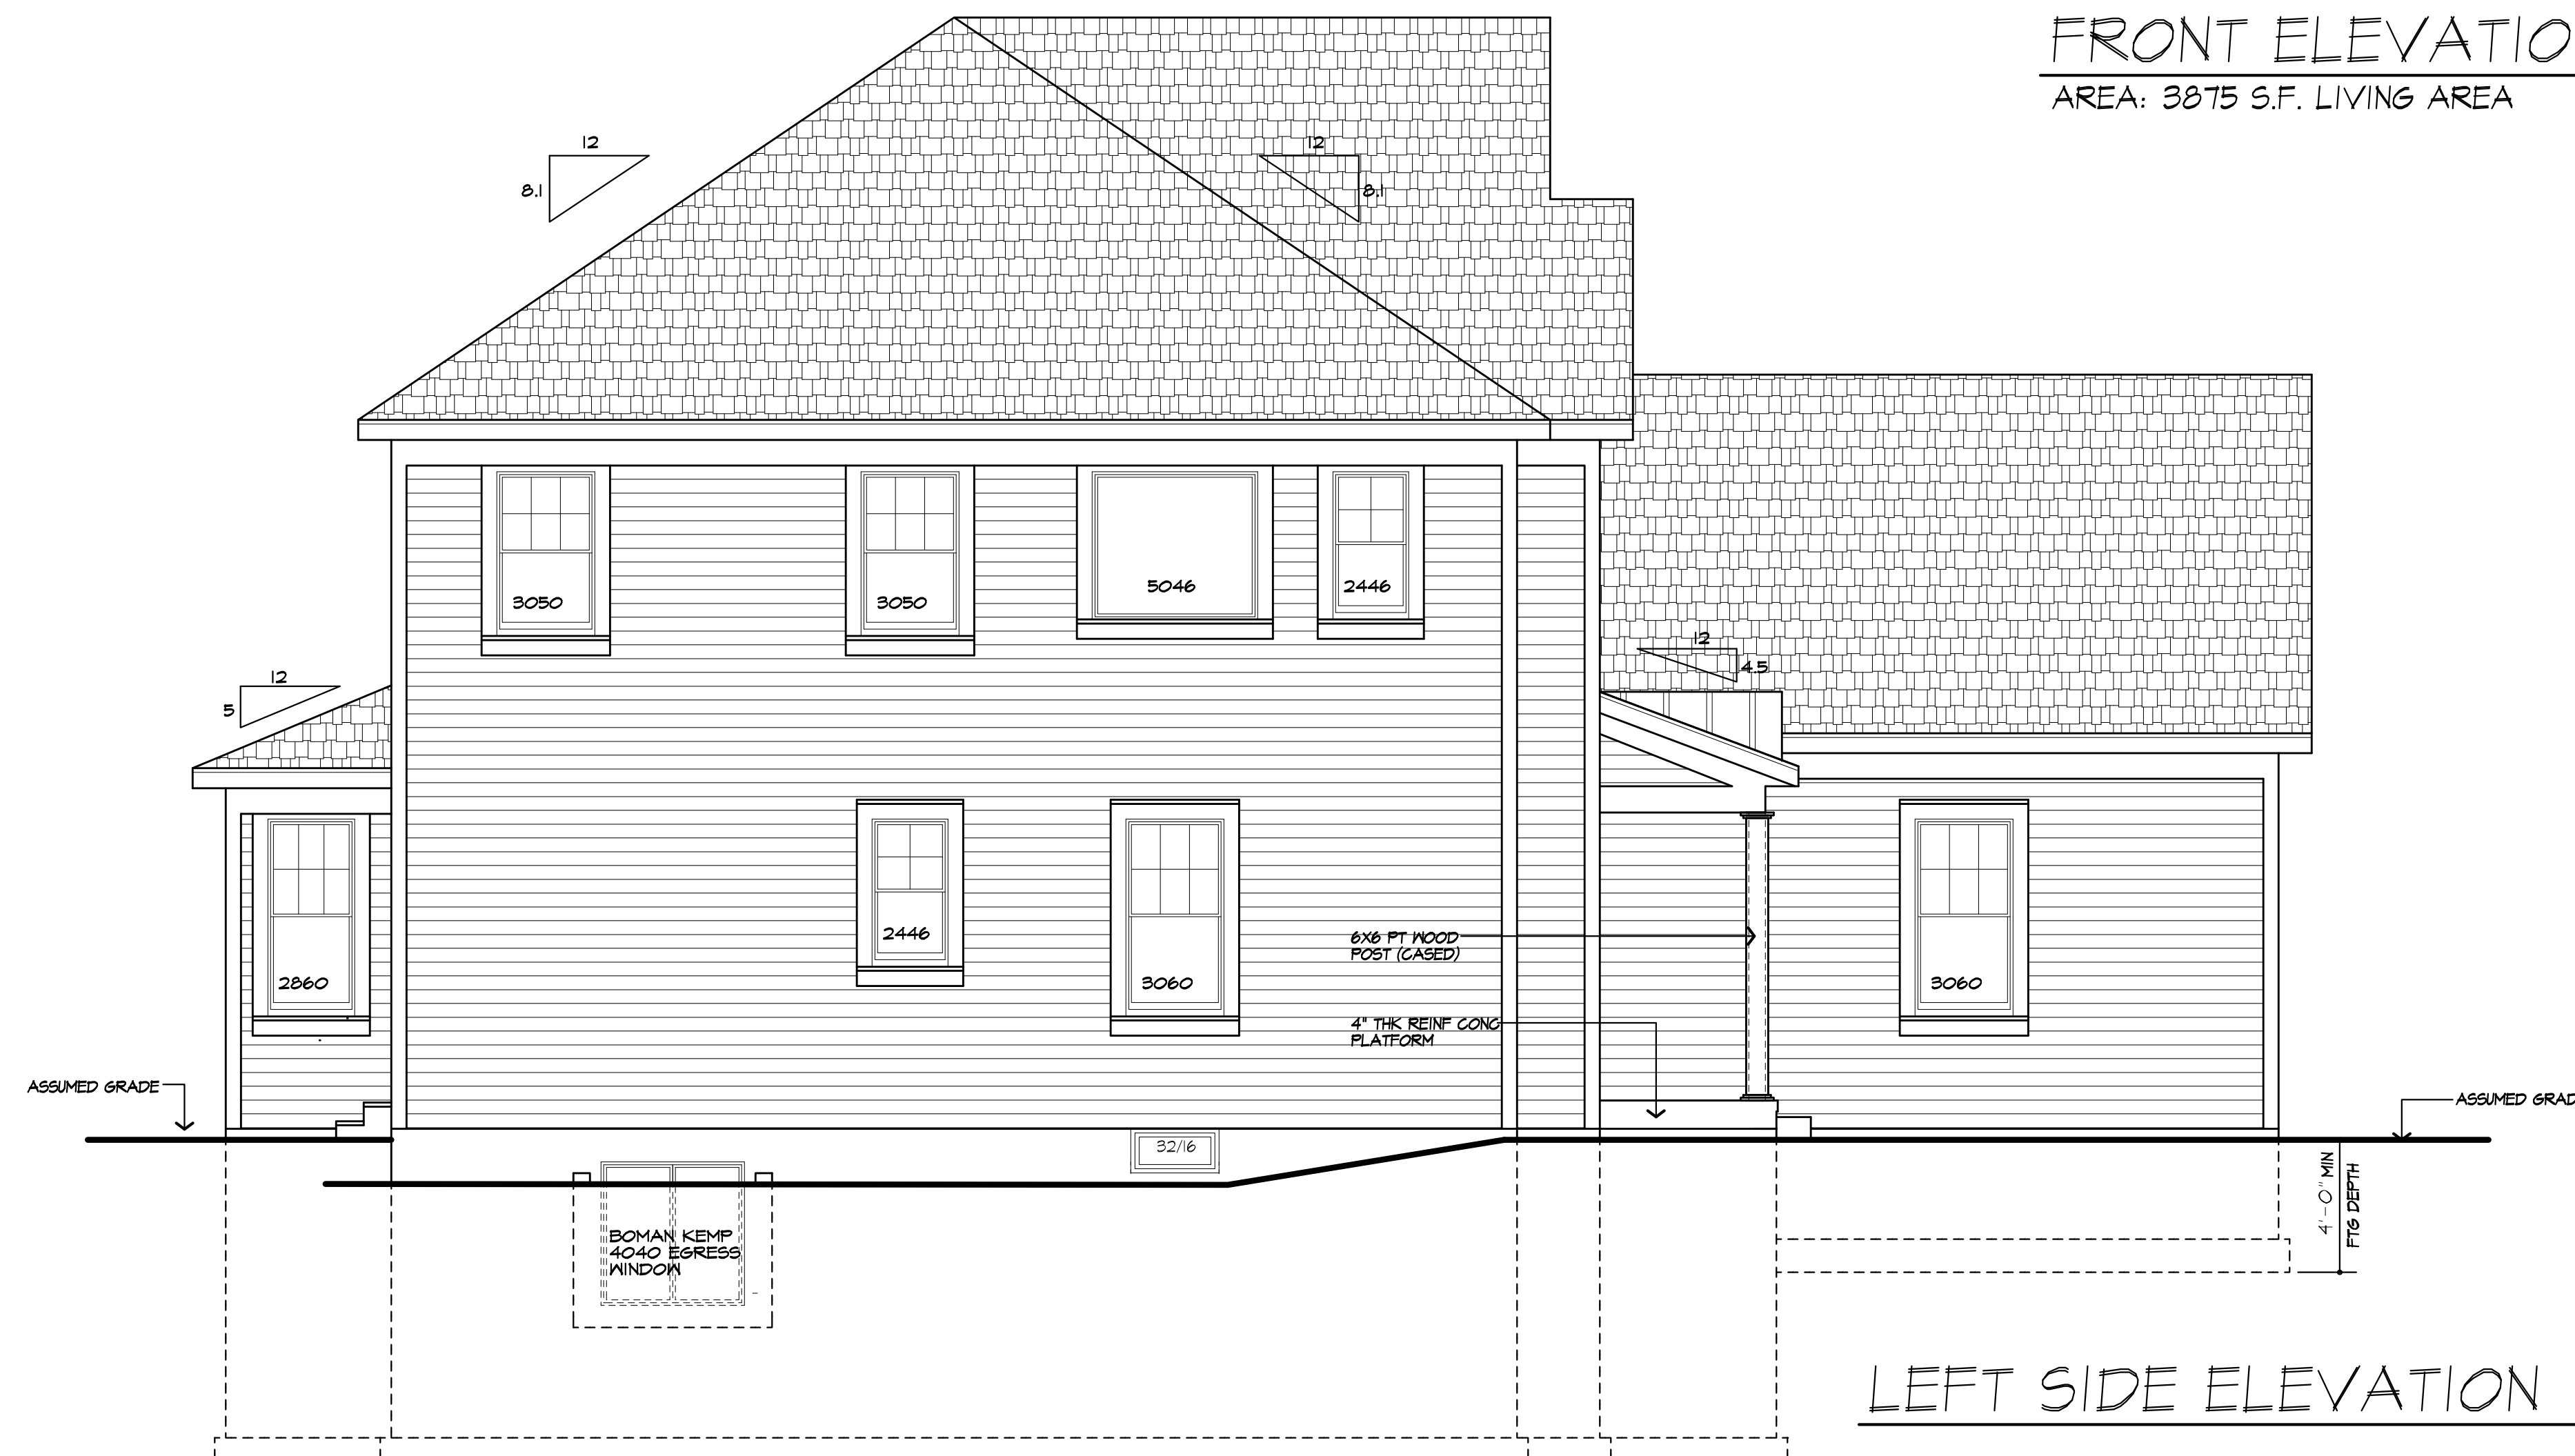 FRONT ELEVATIO
AREA: 3875 S.F. LIVING AREA
12
8.1
12
8.1
3050
3050
5046
2446
12
4.5
12
5
2446
3060
2860
3060
6X6 PT WOOD
POST (CASED)
4" THK REINF CONC
PLATFORM
ASSUMED GRADE
ASSUMED GRAD
32/16
4'-0" MIN
FTG DEPTH
BOMAN KEMP
4040 EGRESS
WINDOW
LEFT SIDE ELEVATION